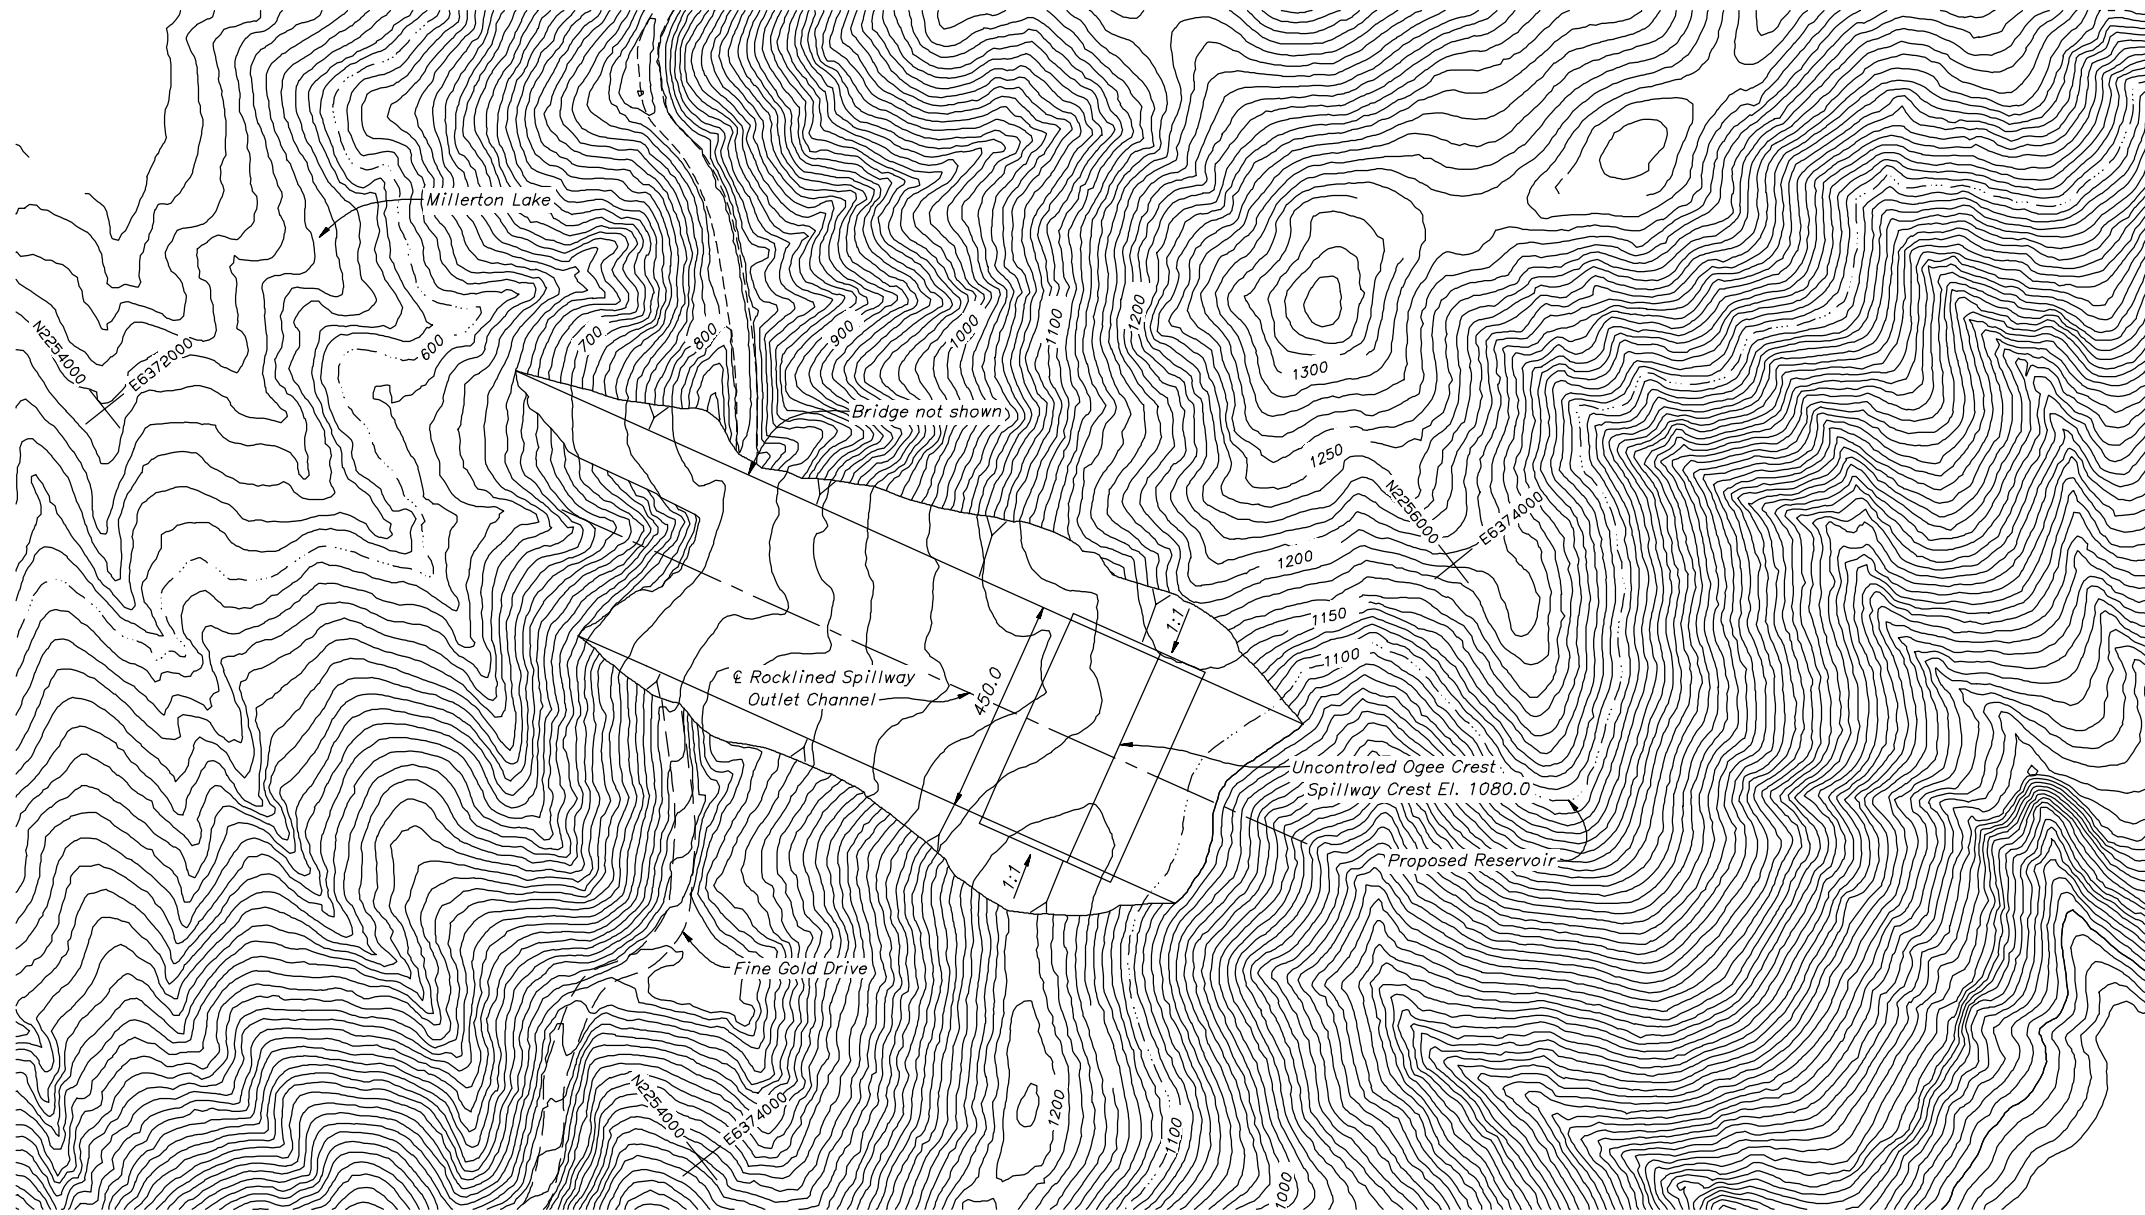 Millerton Lake
N2254000
E6372000
600
700
800
900
1000
1100
1200
1300
Bridge not shown
1250
N2256000
E6374000
1200
1150
1100
1:1
℄ Rocklined Spillway
Outlet Channel
450.0
Uncontroled Ogee Crest
Spillway Crest El. 1080.0
Proposed Reservoir
1:1
Fine Gold Drive
N2254000
E6374000
1200
1100
1000